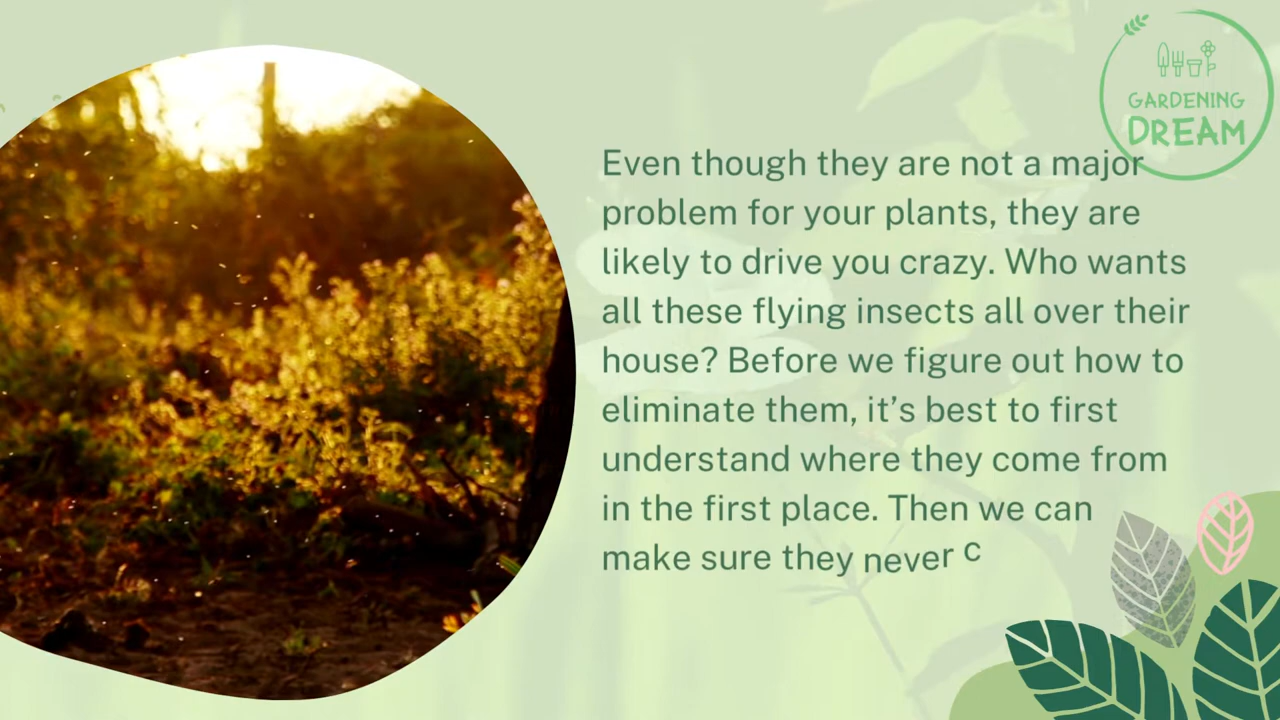 GARDENING
DREAM
Even though they are not a major
problem for your plants, they are
likely to drive you crazy. Who wants
all these flying insects all over their
house? Before we figure out how to
eliminate them, it’s best to first
understand where they come from
in the first place. Then we can
make sure they never c